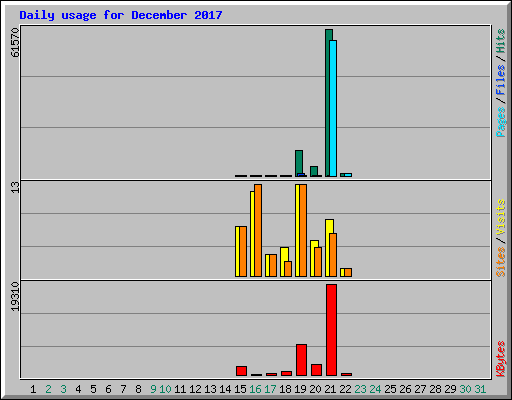 Daily usage for December 2017
61570
13
19310
Pages / Files / Hits
Sites / Visits
KBytes
1 2 3 4 5 6 7 8 9 10 11 12 13 14 15 16 17 18 19 20 21 22 23 24 25 26 27 28 29 30 31